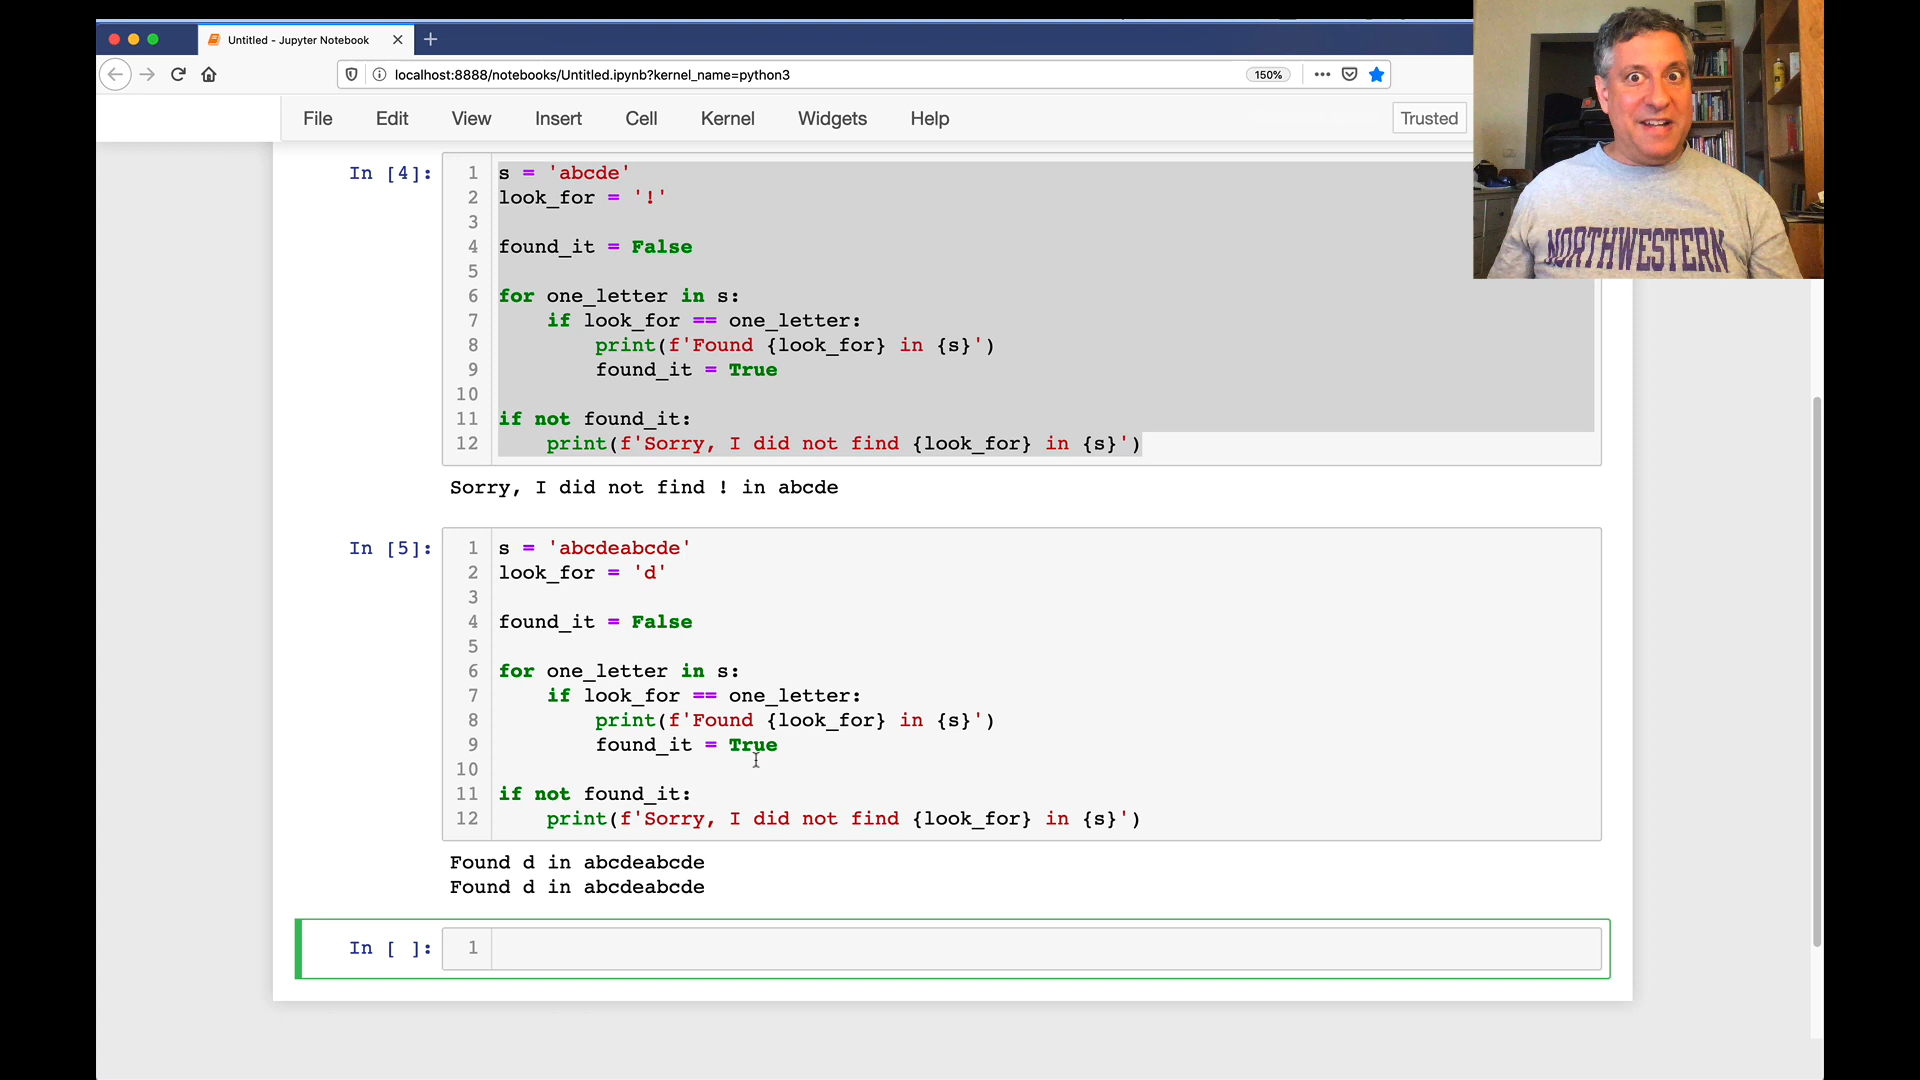 Untitled - Jupyter Notebook
localhost:8888/notebooks/Untitled.ipynb?kernel_name=python3
150%
File Edit View Insert Cell Kernel Widgets Help
Trusted
NORTHWESTERN
In [4]:
1 s = 'abcde'
2 look_for = '!'
3
4 found_it = False
5
6 for one_letter in s:
7 if look_for == one_letter:
8 print(f'Found {look_for} in {s}')
9 found_it = True
10
11 if not found_it:
12 print(f'Sorry, I did not find {look_for} in {s}')
Sorry, I did not find ! in abcde
In [5]:
1 s = 'abcdeabcde'
2 look_for = 'd'
3
4 found_it = False
5
6 for one_letter in s:
7 if look_for == one_letter:
8 print(f'Found {look_for} in {s}')
9 found_it = True
10
11 if not found_it:
12 print(f'Sorry, I did not find {look_for} in {s}')
Found d in abcdeabcde
Found d in abcdeabcde
In [ ]:
1